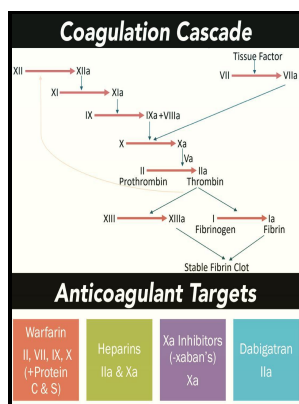 Coagulation Cascade
Tissue Factor
XII XIIa VII VIIa
XI XIa
IX IXa +VIIIa
X Xa
Va
II IIa
Prothrombin Thrombin
XIII XIIIa I Ia
Fibrinogen Fibrin
Stable Fibrin Clot
Anticoagulant Targets
Warfarin
II, VII, IX, X
(+Protein
C & S)
Heparins
IIa & Xa
Xa Inhibitors
(-xaban's)
Xa
Dabigatran
IIa